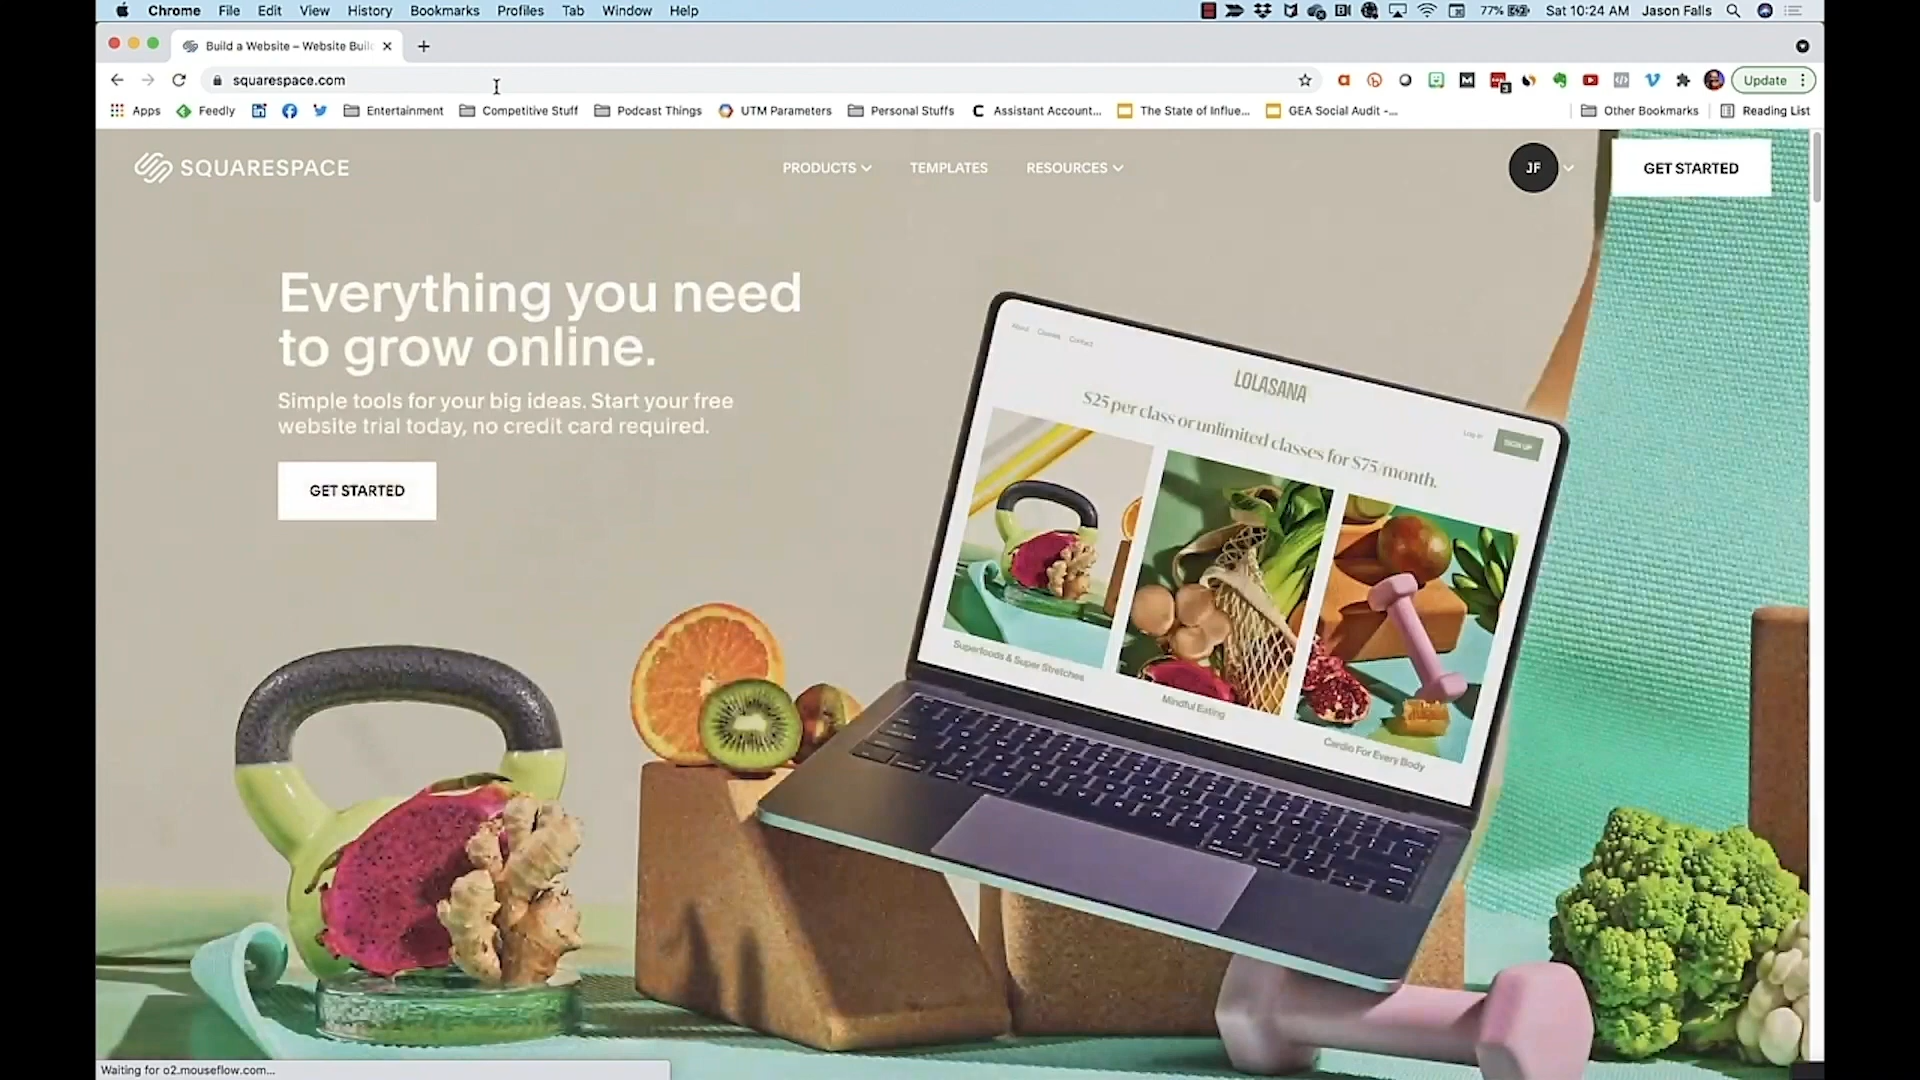 Chrome File Edit View History Bookmarks Profiles Tab Window Help 77% Sat 10:24 AM Jason Falls
Build a Website – Website Buil
squarespace.com
Update
Apps Feedly Entertainment Competitive Stuff Podcast Things UTM Parameters Personal Stuffs Assistant Account... The State of Influe... GEA Social Audit -... Other Bookmarks Reading List
SQUARESPACE PRODUCTS TEMPLATES RESOURCES JF GET STARTED
Everything you need
to grow online.
Simple tools for your big ideas. Start your free
website trial today, no credit card required.
GET STARTED
About Classes Contact
LOLASANA
Log in SIGN UP
$25 per class or unlimited classes for $75/month.
Superfoods & Super Stretches
Mindful Eating
Cardio For Every Body
Waiting for o2.mouseflow.com...